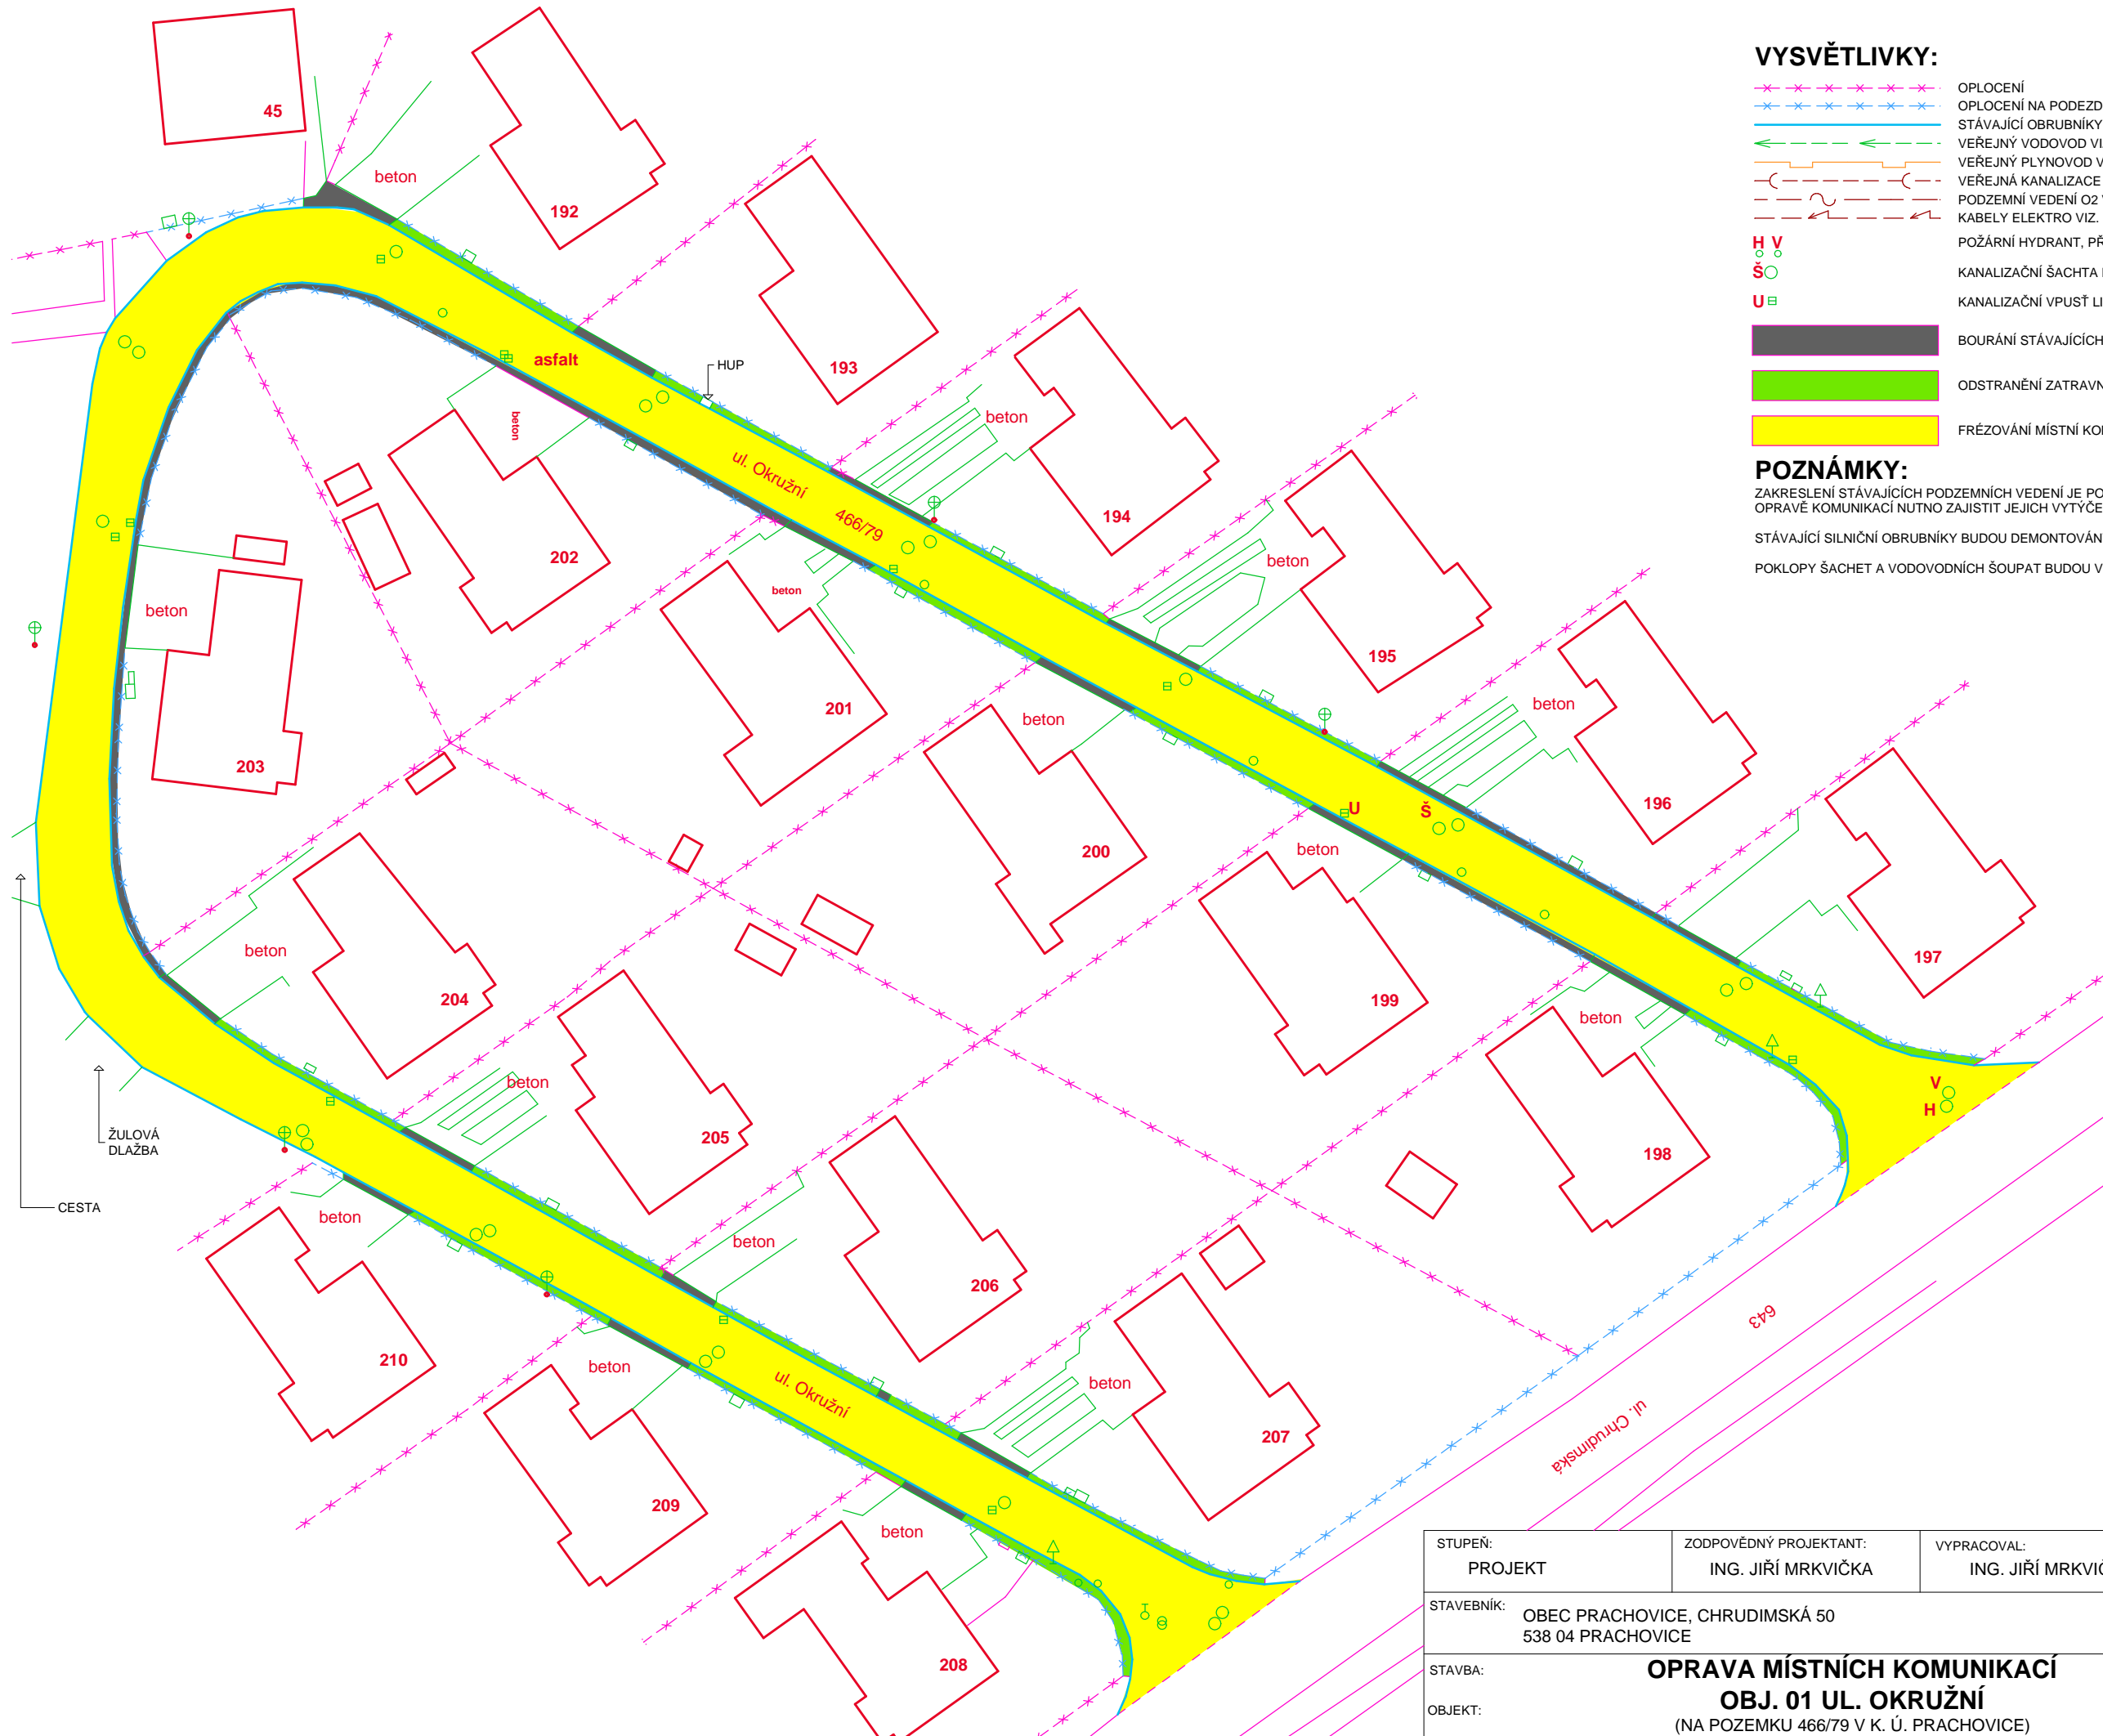 VYSVĚTLIVKY:
OPLOCENÍ
OPLOCENÍ NA PODEZD
STÁVAJÍCÍ OBRUBNÍKY
VEŘEJNÝ VODOVOD VI
VEŘEJNÝ PLYNOVOD V
VEŘEJNÁ KANALIZACE
PODZEMNÍ VEDENÍ O2 V
KABELY ELEKTRO VIZ.
H V
POŽÁRNÍ HYDRANT, PŘ
Š
KANALIZAČNÍ ŠACHTA
U
KANALIZAČNÍ VPUSŤ LI
BOURÁNÍ STÁVAJÍCÍCH
ODSTRANĚNÍ ZATRAVN
FRÉZOVÁNÍ MÍSTNÍ KOM
POZNÁMKY:
ZAKRESLENÍ STÁVAJÍCÍCH PODZEMNÍCH VEDENÍ JE PO
OPRAVĚ KOMUNIKACÍ NUTNO ZAJISTIT JEJICH VYTÝČE
STÁVAJÍCÍ SILNIČNÍ OBRUBNÍKY BUDOU DEMONTOVÁN
POKLOPY ŠACHET A VODOVODNÍCH ŠOUPAT BUDOU V
45
beton
192
193
HUP
asfalt
beton
beton
194
ul. Okružní
466/79
202
beton
beton
195
beton
203
201
beton
beton
196
U
Š
200
beton
197
beton
204
199
beton
beton
205
198
V
H
ŽULOVÁ
DLAŽBA
CESTA
beton
beton
206
210
beton
ul. Okružní
beton
207
209
beton
208
643
ul. Chrudimská
STUPEŇ:
PROJEKT
ZODPOVĚDNÝ PROJEKTANT:
ING. JIŘÍ MRKVIČKA
VYPRACOVAL:
ING. JIŘÍ MRKVIČ
STAVEBNÍK:
OBEC PRACHOVICE, CHRUDIMSKÁ 50
538 04 PRACHOVICE
STAVBA:
OPRAVA MÍSTNÍCH KOMUNIKACÍ
OBJEKT:
OBJ. 01 UL. OKRUŽNÍ
(NA POZEMKU 466/79 V K. Ú. PRACHOVICE)